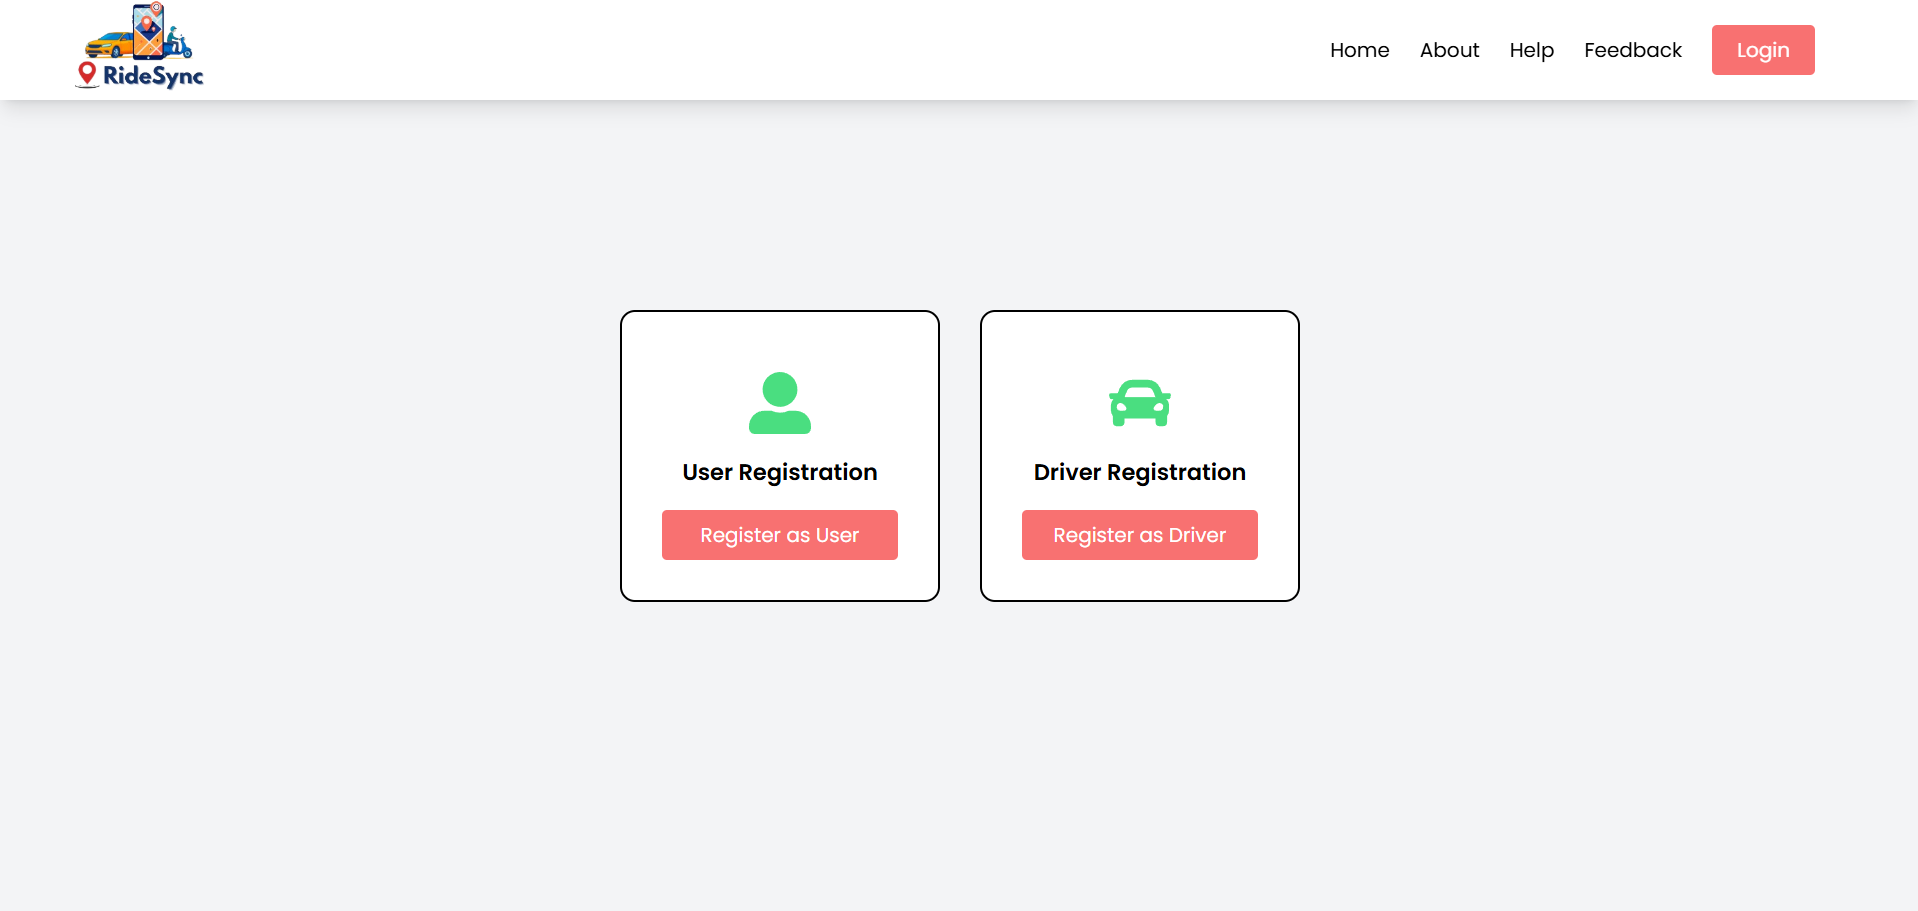 RideSync
Home About Help Feedback Login
User Registration
Register as User
Driver Registration
Register as Driver